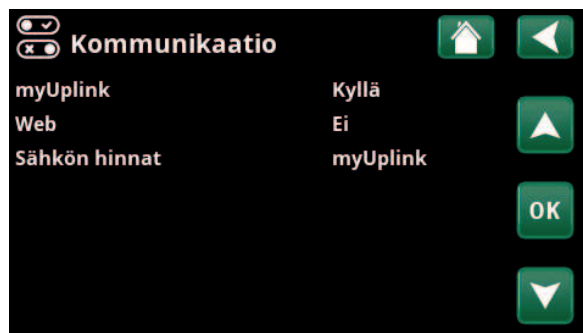 Kommunikaatio
myUplink Kyllä
Web Ei
Sähkön hinnat myUplink
OK